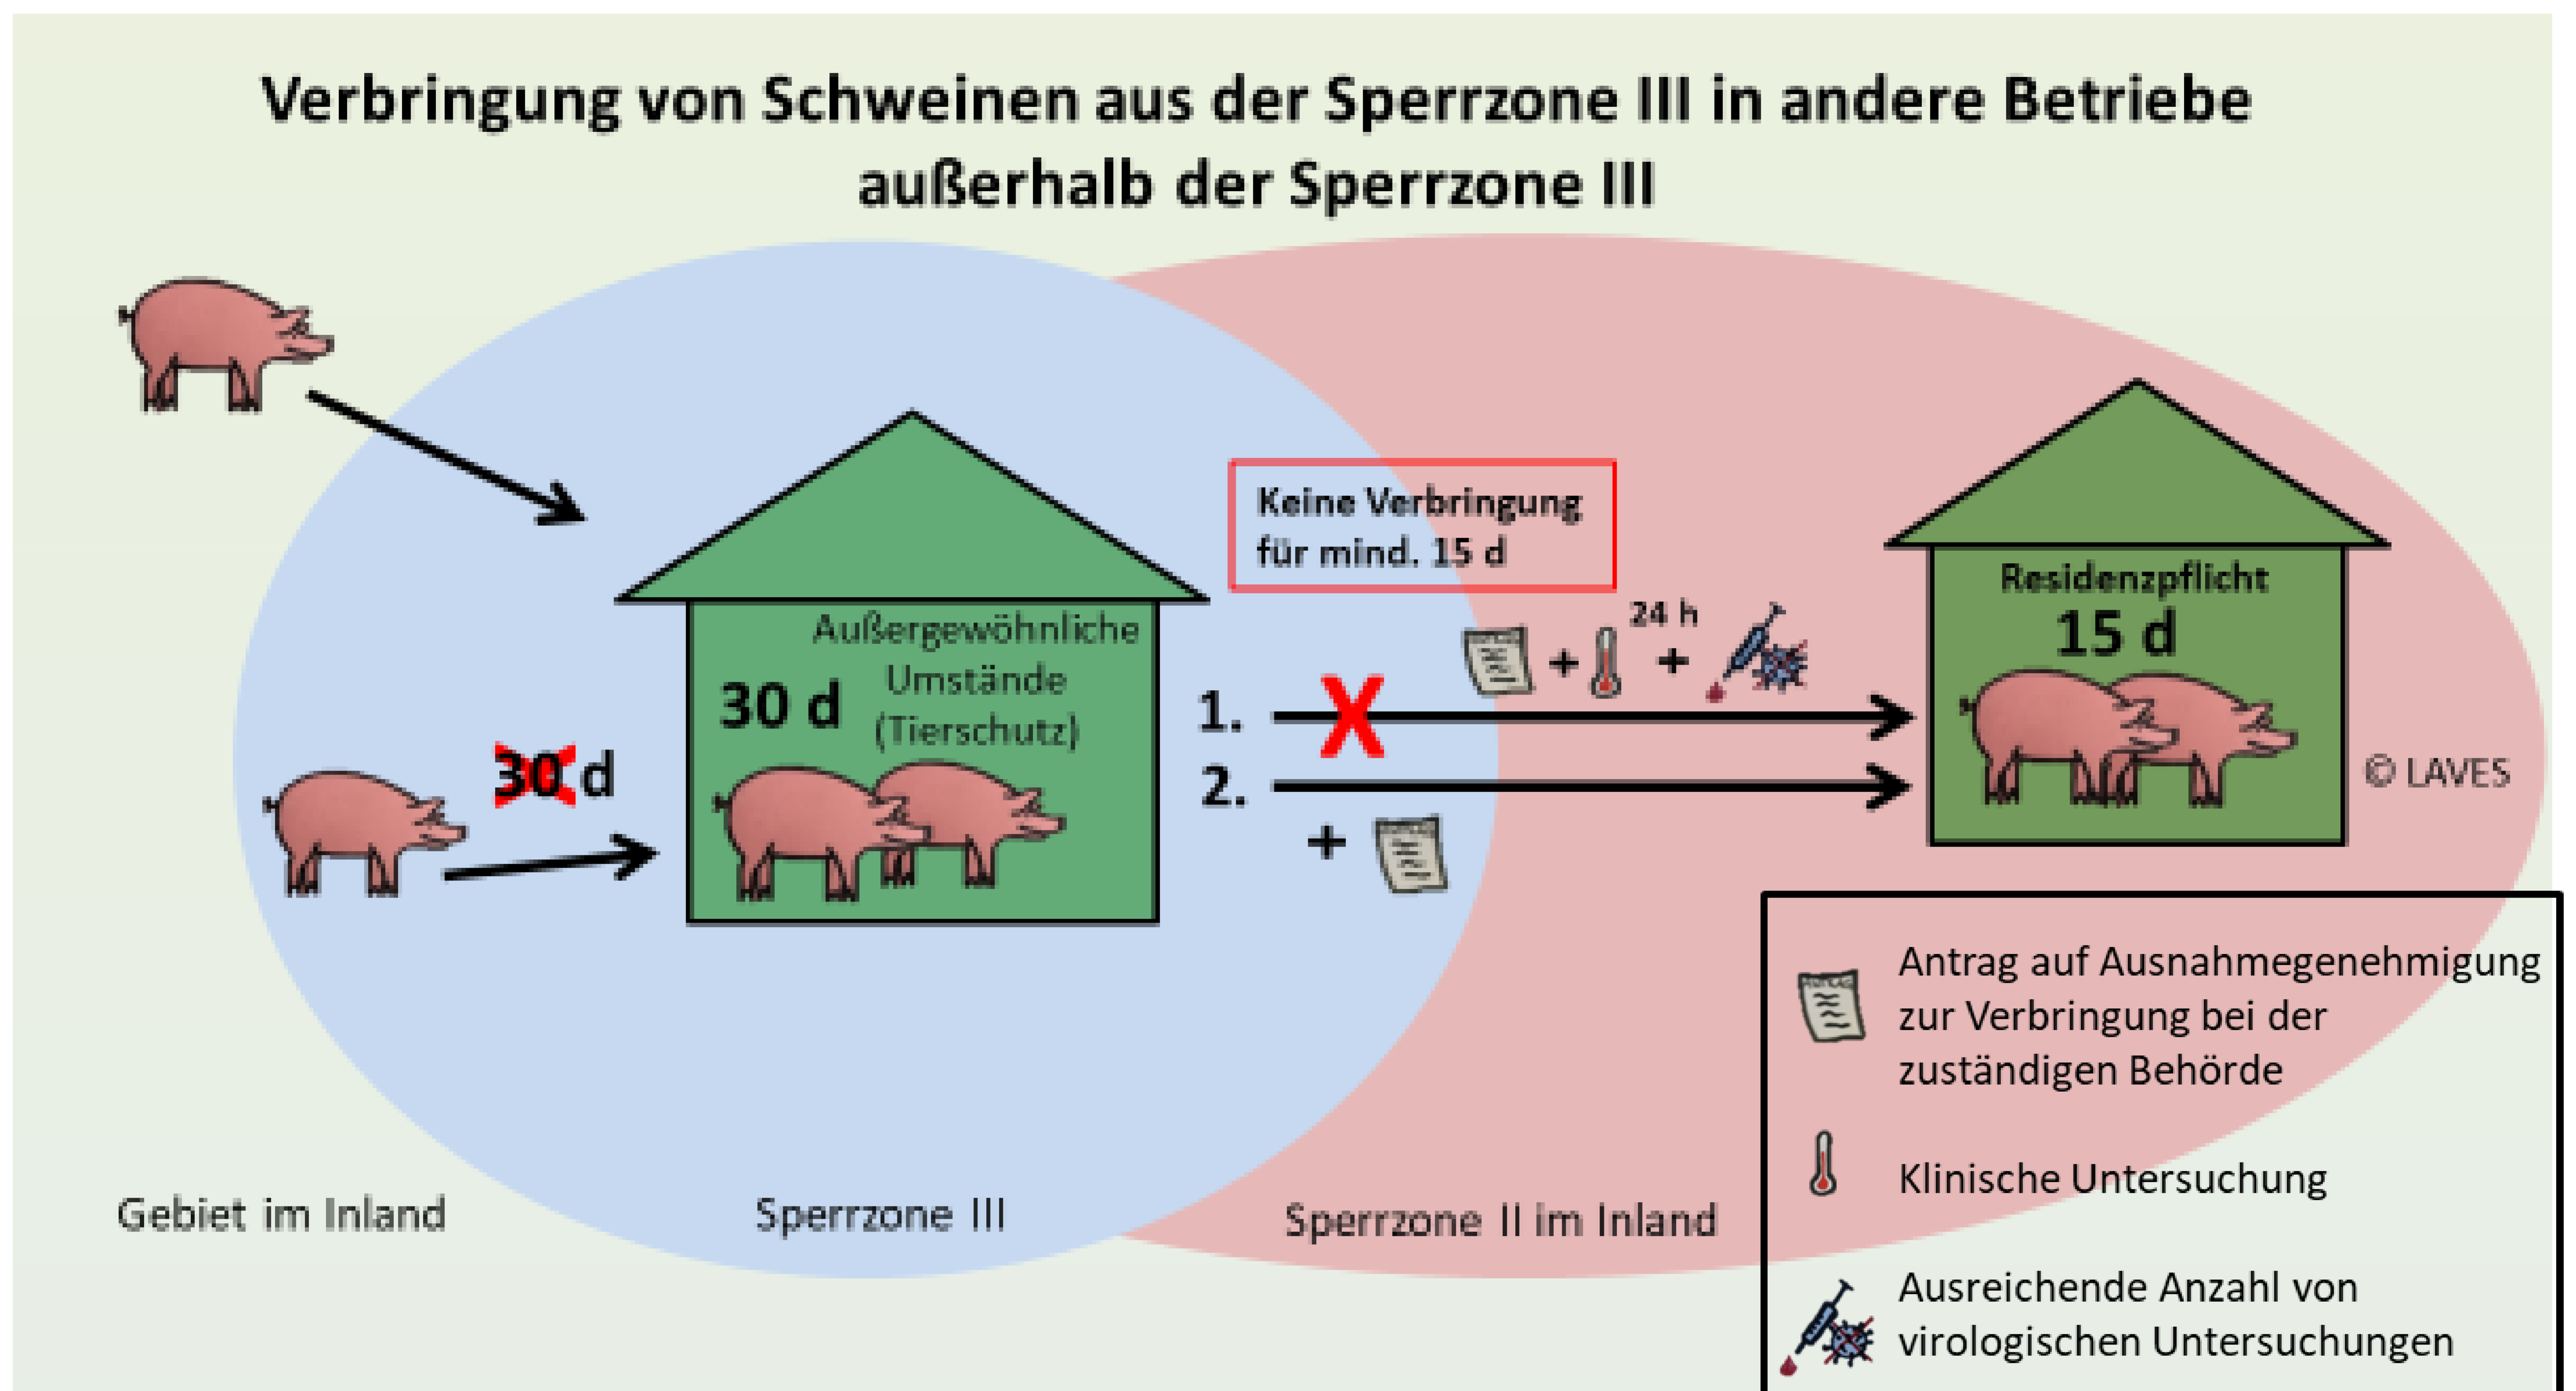 Verbringung von Schweinen aus der Sperrzone III in andere Betriebe
außerhalb der Sperrzone III
Keine Verbringung
für mind. 15 d
Außergewöhnliche
Umstände
(Tierschutz)
30 d
30 d
24 h
+ +
1. X
2.
+
Residenzpflicht
15 d
© LAVES
Gebiet im Inland
Sperrzone III
Sperrzone II im Inland
Antrag auf Ausnahmegenehmigung
zur Verbringung bei der
zuständigen Behörde
Klinische Untersuchung
Ausreichende Anzahl von
virologischen Untersuchungen